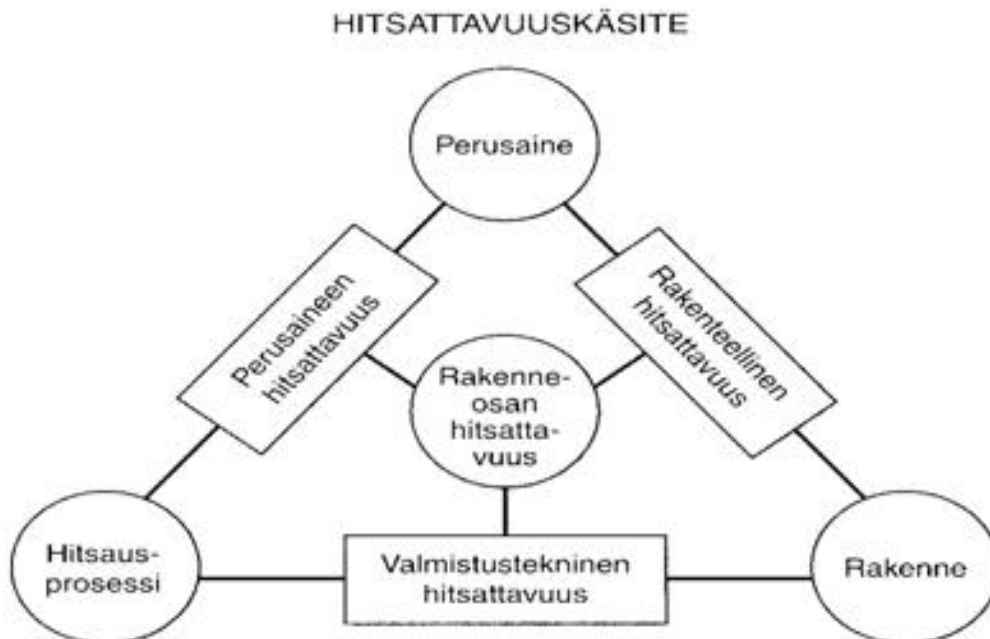 HITSATTAVUUSKÄSITE
Perusaine
Perusaineen
hitsattavuus
Rakenteellinen
hitsattavuus
Rakenne-
osan
hitsatta-
vuus
Hitsaus-
prosessi
Valmistustekninen
hitsattavuus
Rakenne